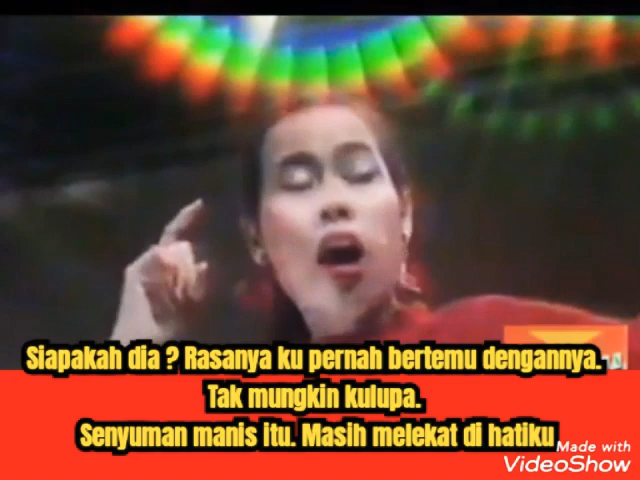 Siapakah dia ? Rasanya ku pernah bertemu dengannya.
Tak mungkin kulupa.
Senyuman manis itu. Masih melekat di hatiku
Made with
VideoShow